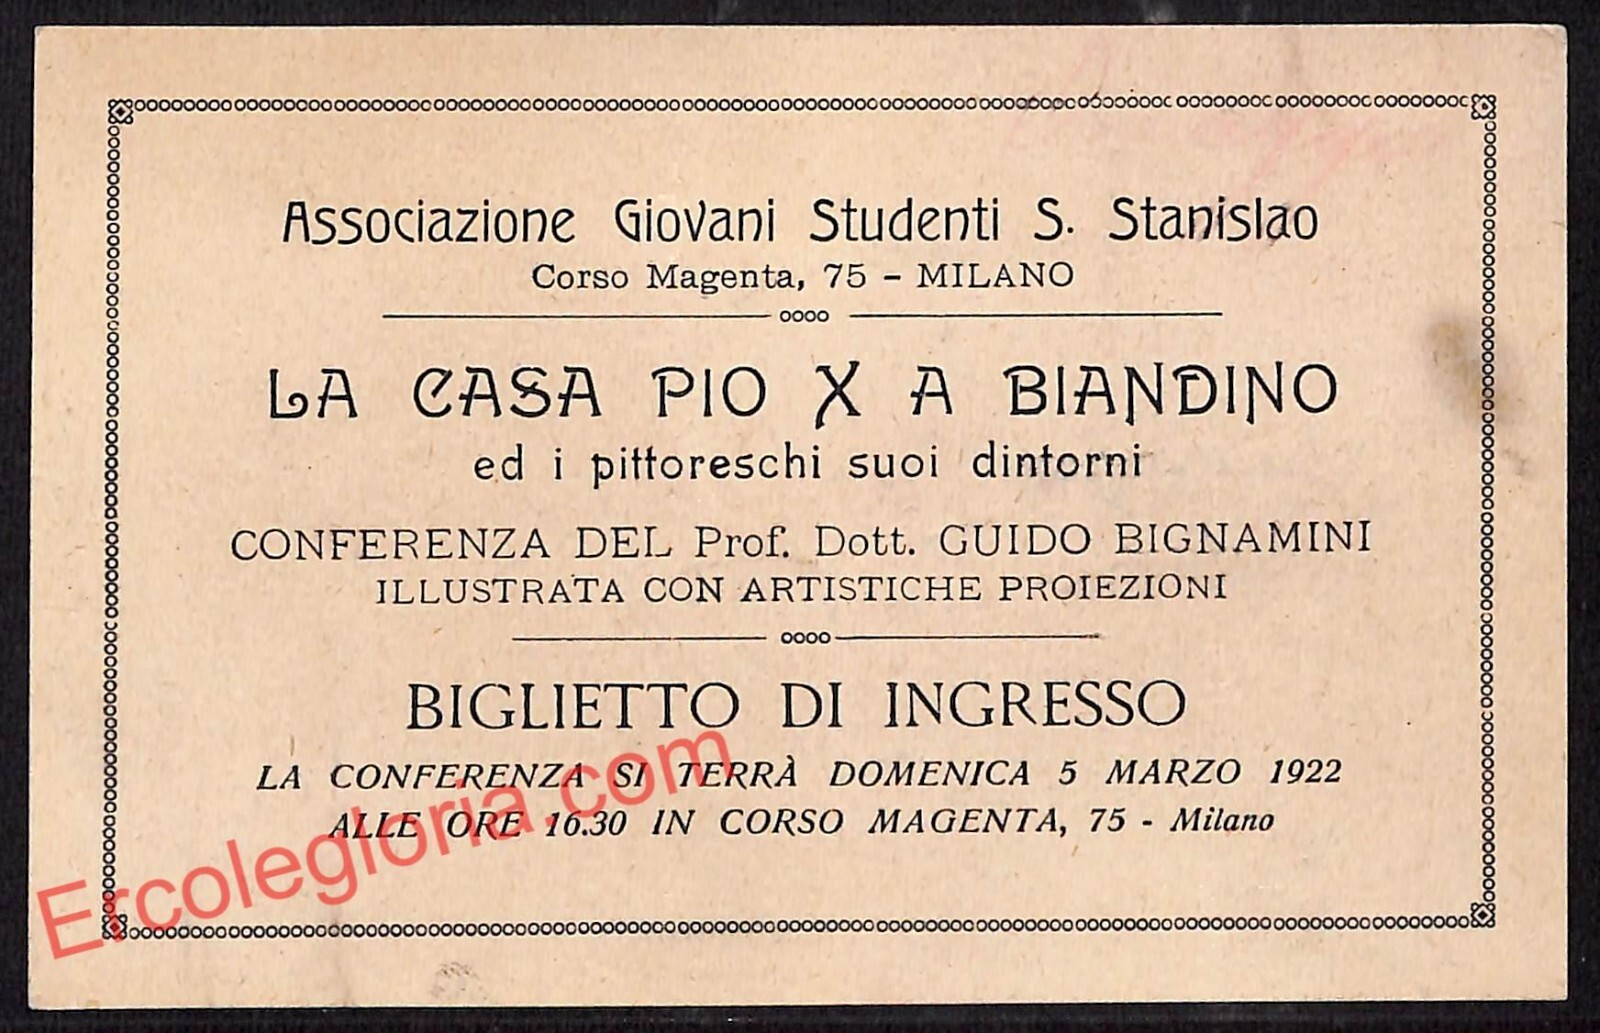 Associazione Giovani Studenti S. Stanislao
Corso Magenta, 75 - MILANO
LA CASA PIO X A BIANDINO
ed i pittoreschi suoi dintorni
CONFERENZA DEL Prof. Dott. GUIDO BIGNAMINI
ILLUSTRATA CON ARTISTICHE PROIEZIONI
BIGLIETTO DI INGRESSO
LA CONFERENZA SI TERRÀ DOMENICA 5 MARZO 1922
ALLE ORE 16.30 IN CORSO MAGENTA, 75 - Milano
Ercolegloria.com